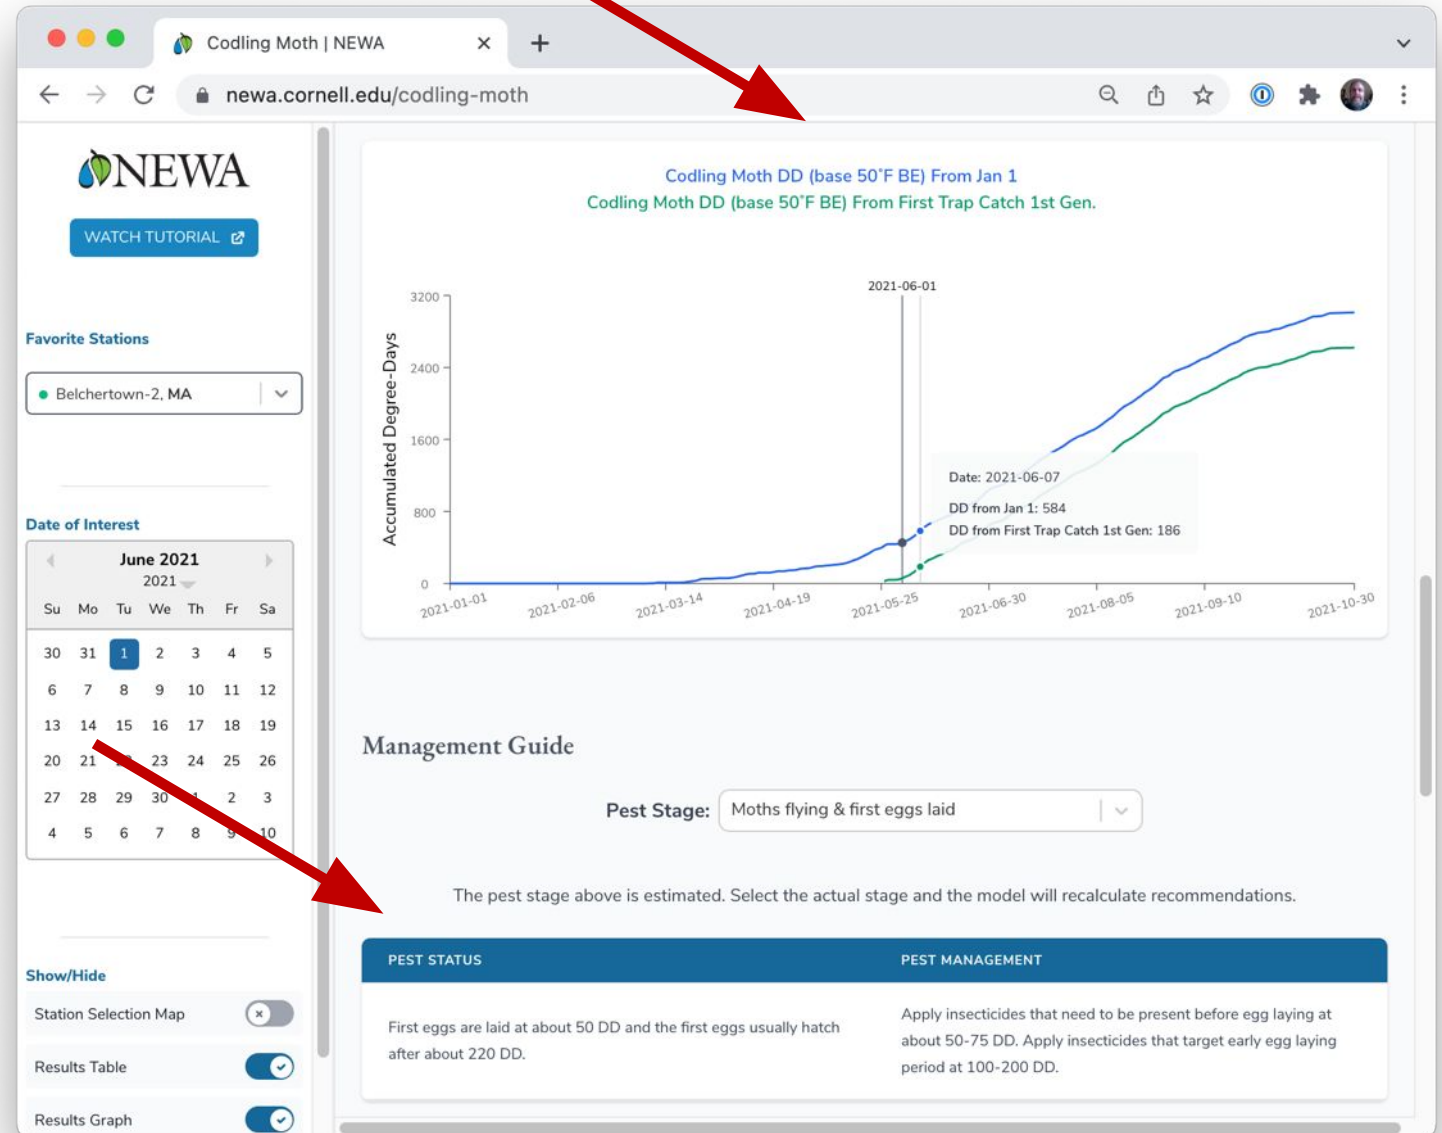 Codling Moth | NEWA
newa.cornell.edu/codling-moth
NEWA
WATCH TUTORIAL
Favorite Stations
Belchertown-2, MA
Date of Interest
June 2021
2021
Su Mo Tu We Th Fr Sa
30 31 1 2 3 4 5
6 7 8 9 10 11 12
13 14 15 16 17 18 19
20 21 23 24 25 26
27 28 29 30 1 2 3
4 5 6 7 8 9 10
Show/Hide
Station Selection Map
Results Table
Results Graph
Codling Moth DD (base 50°F BE) From Jan 1
Codling Moth DD (base 50°F BE) From First Trap Catch 1st Gen.
2021-06-01
Accumulated Degree-Days
3200
2400
1600
800
0
Date: 2021-06-07
DD from Jan 1: 584
DD from First Trap Catch 1st Gen: 186
2021-01-01 2021-02-06 2021-03-14 2021-04-19 2021-05-25 2021-06-30 2021-08-05 2021-09-10 2021-10-30
Management Guide
Pest Stage: Moths flying & first eggs laid
The pest stage above is estimated. Select the actual stage and the model will recalculate recommendations.
PEST STATUS PEST MANAGEMENT
First eggs are laid at about 50 DD and the first eggs usually hatch
after about 220 DD.
Apply insecticides that need to be present before egg laying at
about 50-75 DD. Apply insecticides that target early egg laying
period at 100-200 DD.